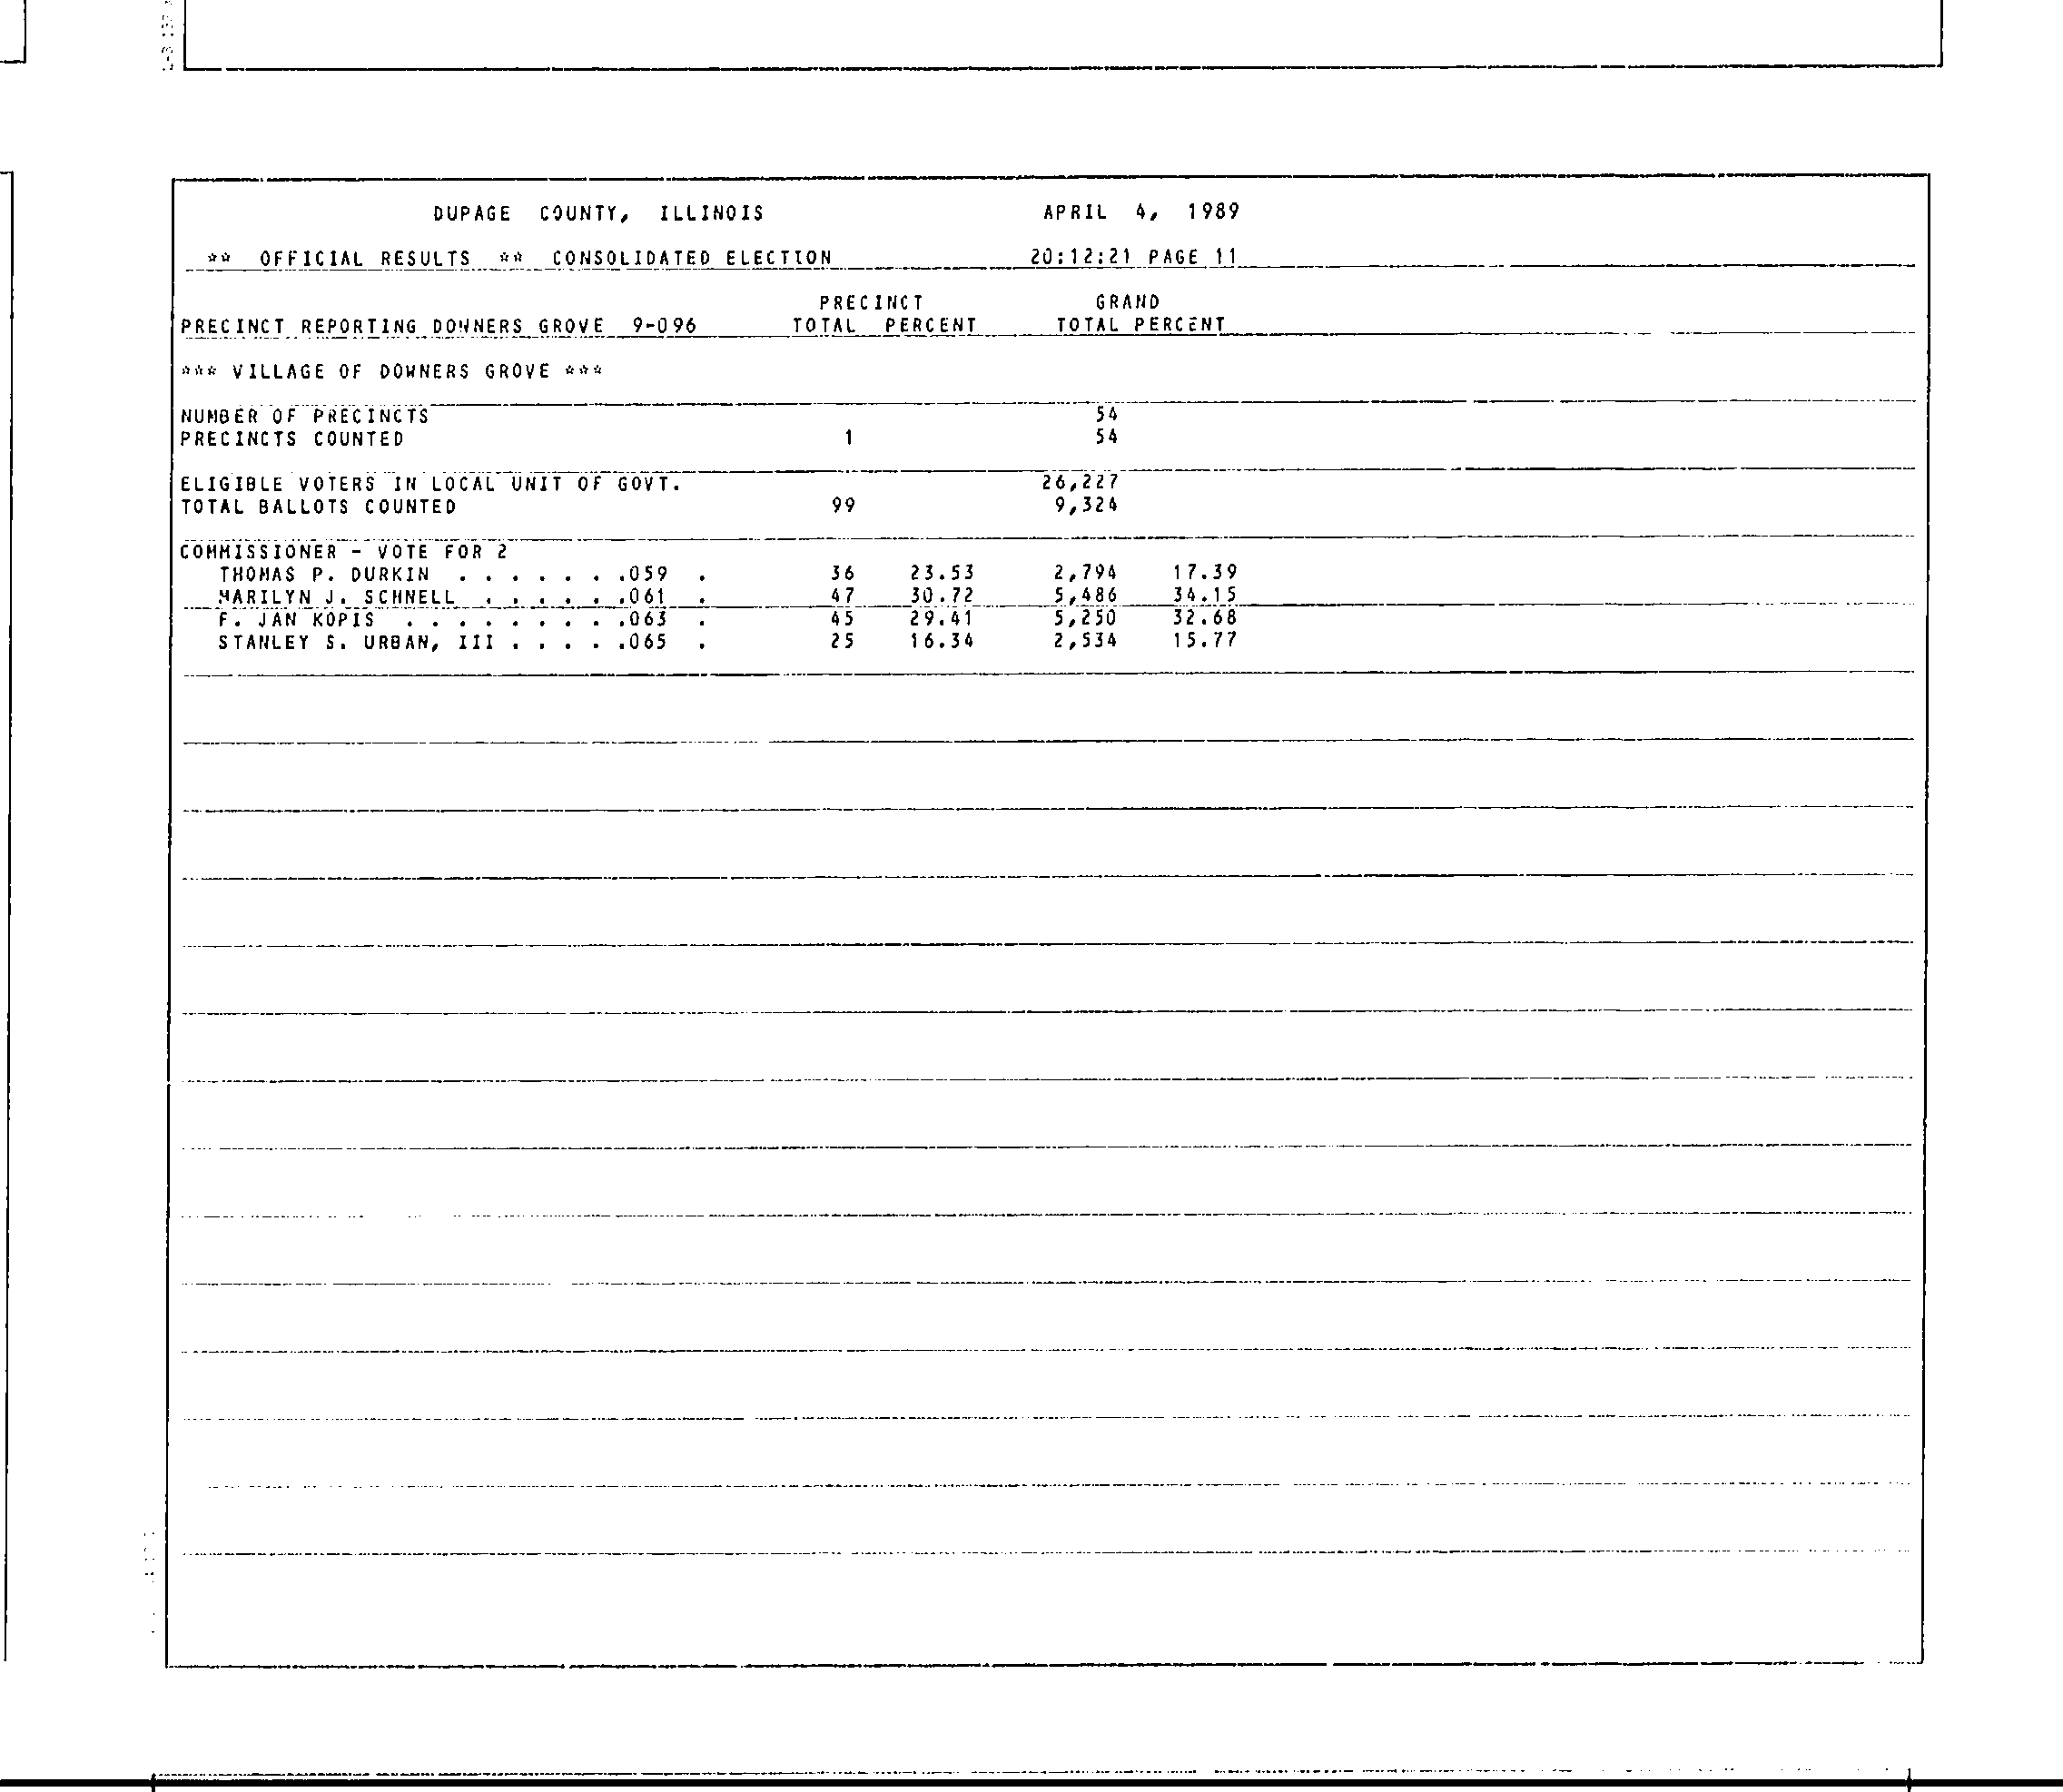 DUPAGE COUNTY, ILLINOIS APRIL 4, 1989
** OFFICIAL RESULTS ** CONSOLIDATED ELECTION 20:12:21 PAGE 11
PRECINCT GRAND
PRECINCT REPORTING DOWNERS GROVE 9-096 TOTAL PERCENT TOTAL PERCENT
*** VILLAGE OF DOWNERS GROVE ***
NUMBER OF PRECINCTS 54
PRECINCTS COUNTED 1 54
ELIGIBLE VOTERS IN LOCAL UNIT OF GOVT. 26,227
TOTAL BALLOTS COUNTED 99 9,324
COMMISSIONER - VOTE FOR 2
THOMAS P. DURKIN . . . . . . .059 . 36 23.53 2,794 17.39
MARILYN J. SCHNELL . . . . . .061 . 47 30.72 5,486 34.15
F. JAN KOPIS . . . . . . . . .063 . 45 29.41 5,250 32.68
STANLEY S. URBAN, III . . . . .065 . 25 16.34 2,534 15.77